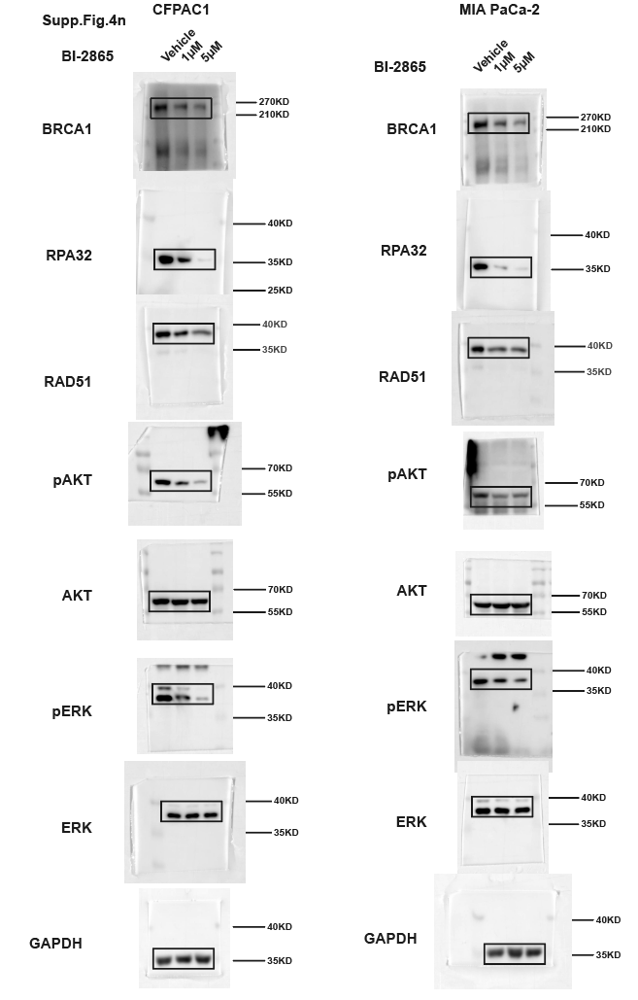 Supp.Fig.4n
CFPAC1
BI-2865
Vehicle
1μM
5μM
BRCA1
270KD
210KD
RPA32
40KD
35KD
25KD
RAD51
40KD
35KD
pAKT
70KD
55KD
AKT
70KD
55KD
pERK
40KD
35KD
ERK
40KD
35KD
GAPDH
40KD
35KD
MIA PaCa-2
BI-2865
Vehicle
1μM
5μM
BRCA1
270KD
210KD
RPA32
40KD
35KD
RAD51
40KD
35KD
pAKT
70KD
55KD
AKT
70KD
55KD
pERK
40KD
35KD
ERK
40KD
35KD
GAPDH
40KD
35KD